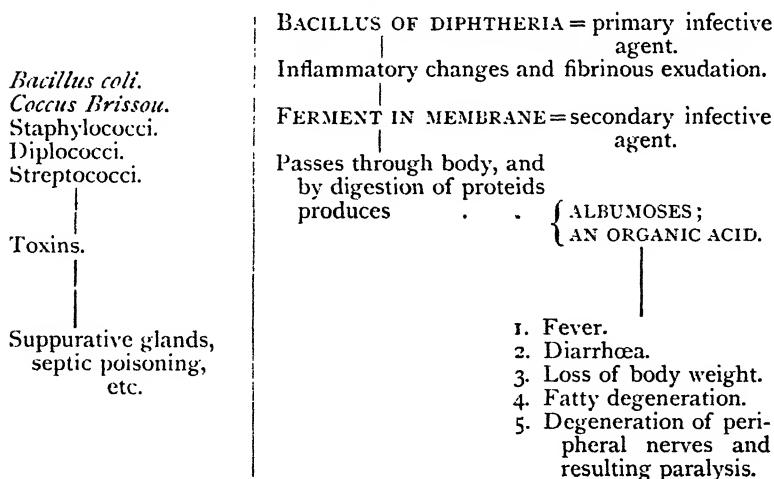 Bacillus coli.
Coccus Brissou.
Staphylococci.
Diplococci.
Streptococci.
Toxins.
Suppurative glands,
septic poisoning,
etc.
BACILLUS OF DIPHTHERIA = primary infective
agent.
Inflammatory changes and fibrinous exudation.
FERMENT IN MEMBRANE = secondary infective
agent.
Passes through body, and
by digestion of proteids
produces . . { ALBUMOSES ;
AN ORGANIC ACID.
1. Fever.
2. Diarrhœa.
3. Loss of body weight.
4. Fatty degeneration.
5. Degeneration of peri-
pheral nerves and
resulting paralysis.